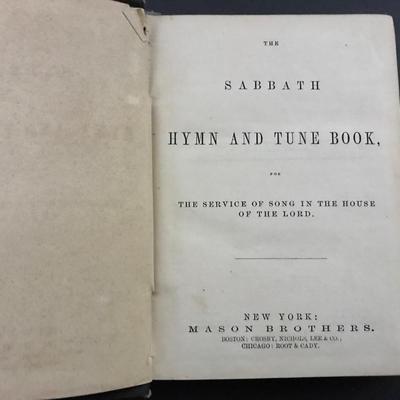 THE
SABBATH
HYMN AND TUNE BOOK,
FOR
THE SERVICE OF SONG IN THE HOUSE
OF THE LORD.
NEW YORK:
MASON BROTHERS.
BOSTON: CROSBY, NICHOLS, LEE & CO.;
CHICAGO: ROOT & CADY.